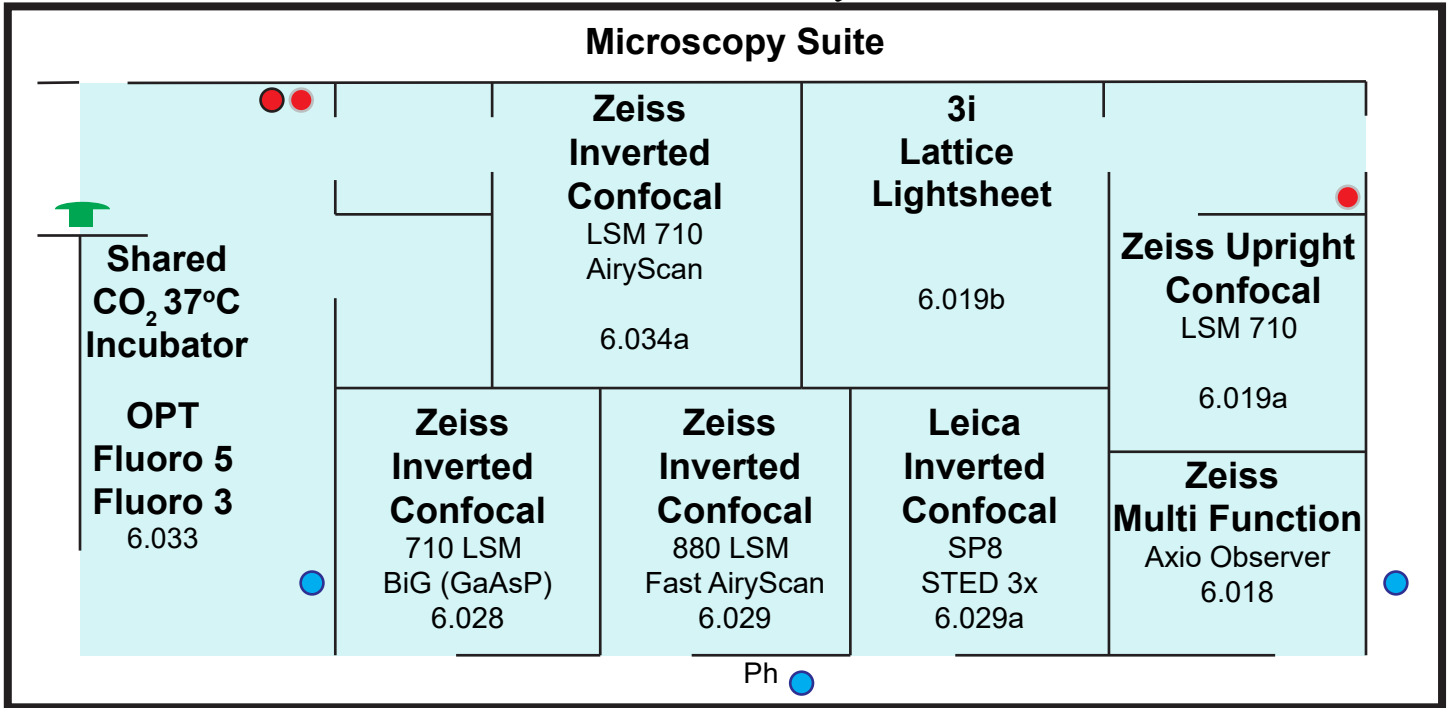 Microscopy Suite
Zeiss
Inverted
Confocal
LSM 710
AiryScan
6.034a
3i
Lattice
Lightsheet
6.019b
Zeiss Upright
Confocal
LSM 710
6.019a
Shared
CO2 37oC
Incubator
OPT
Fluoro 5
Fluoro 3
6.033
Zeiss
Inverted
Confocal
710 LSM
BiG (GaAsP)
6.028
Zeiss
Inverted
Confocal
880 LSM
Fast AiryScan
6.029
Leica
Inverted
Confocal
SP8
STED 3x
6.029a
Zeiss
Multi Function
Axio Observer
6.018
Ph